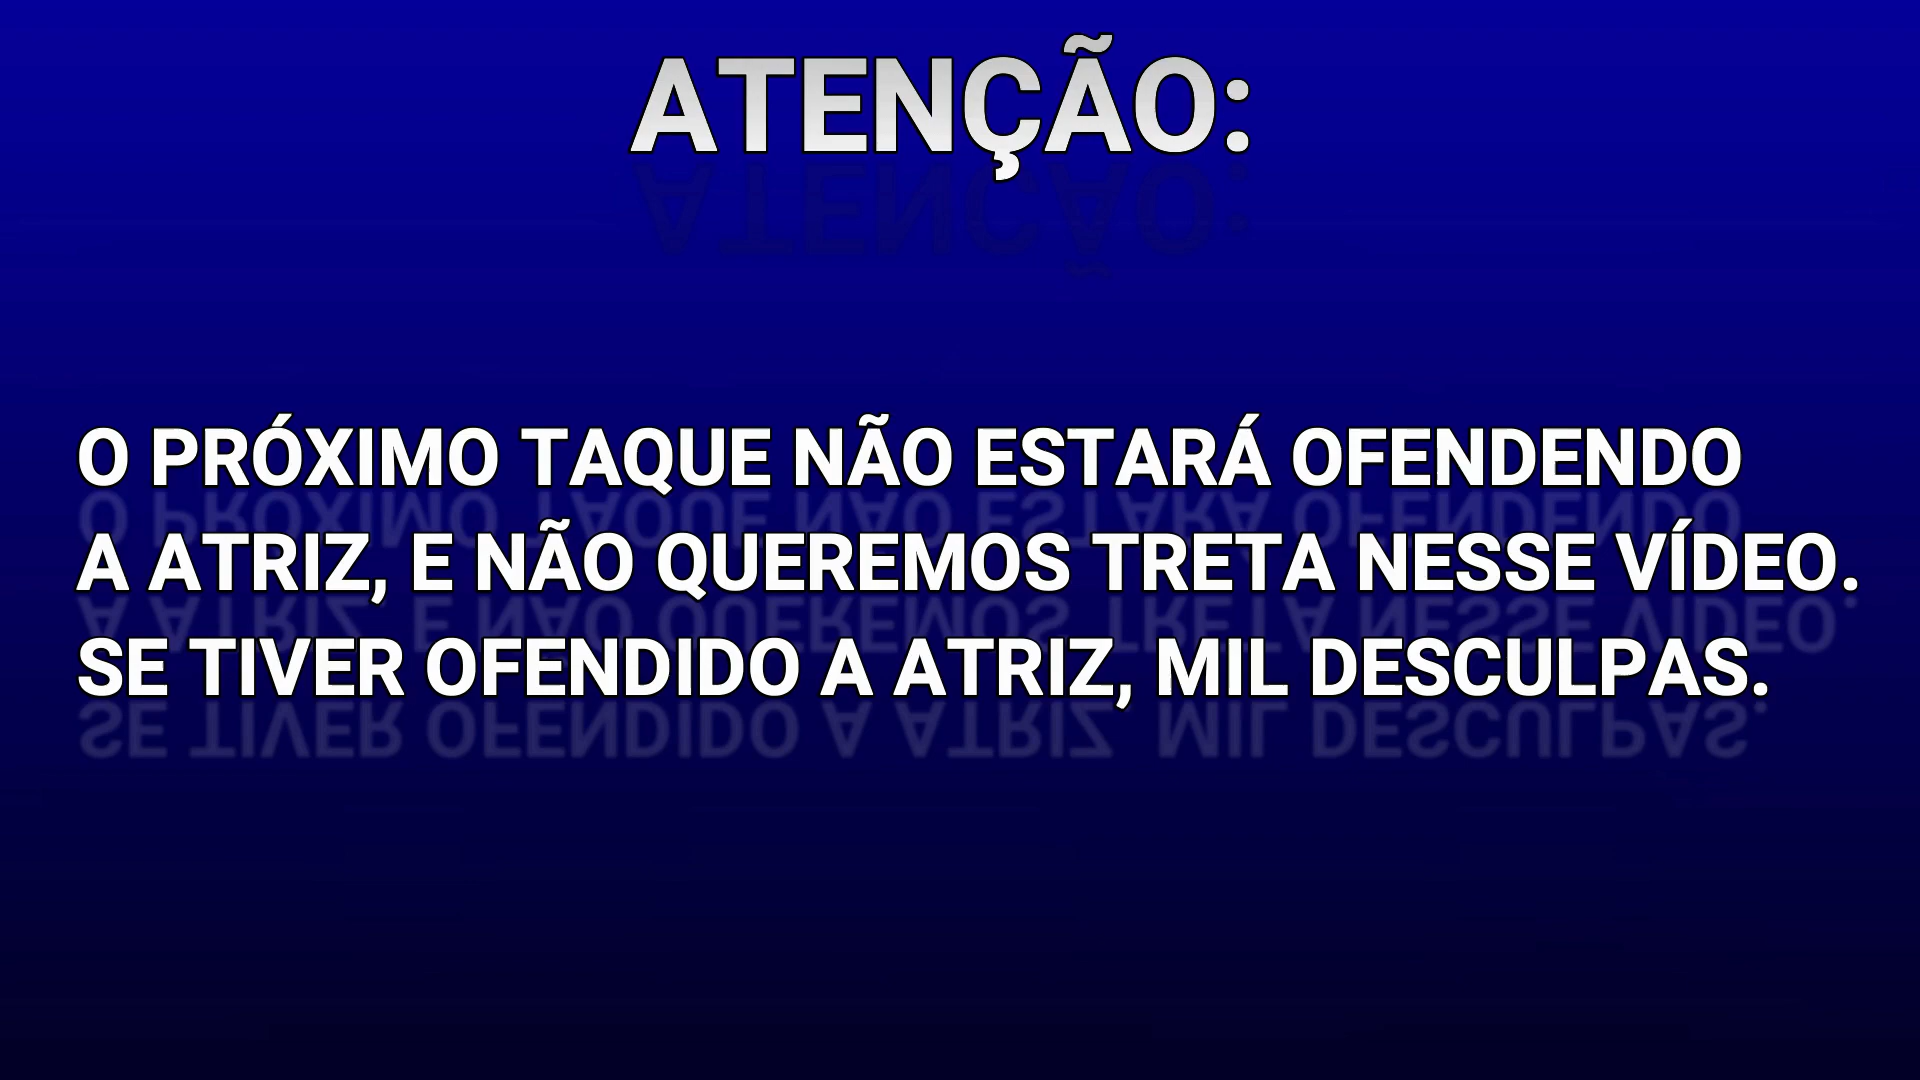 ATENÇÃO:
O PRÓXIMO TAQUE NÃO ESTARÁ OFENDENDO
A ATRIZ, E NÃO QUEREMOS TRETA NESSE VÍDEO.
SE TIVER OFENDIDO A ATRIZ, MIL DESCULPAS.